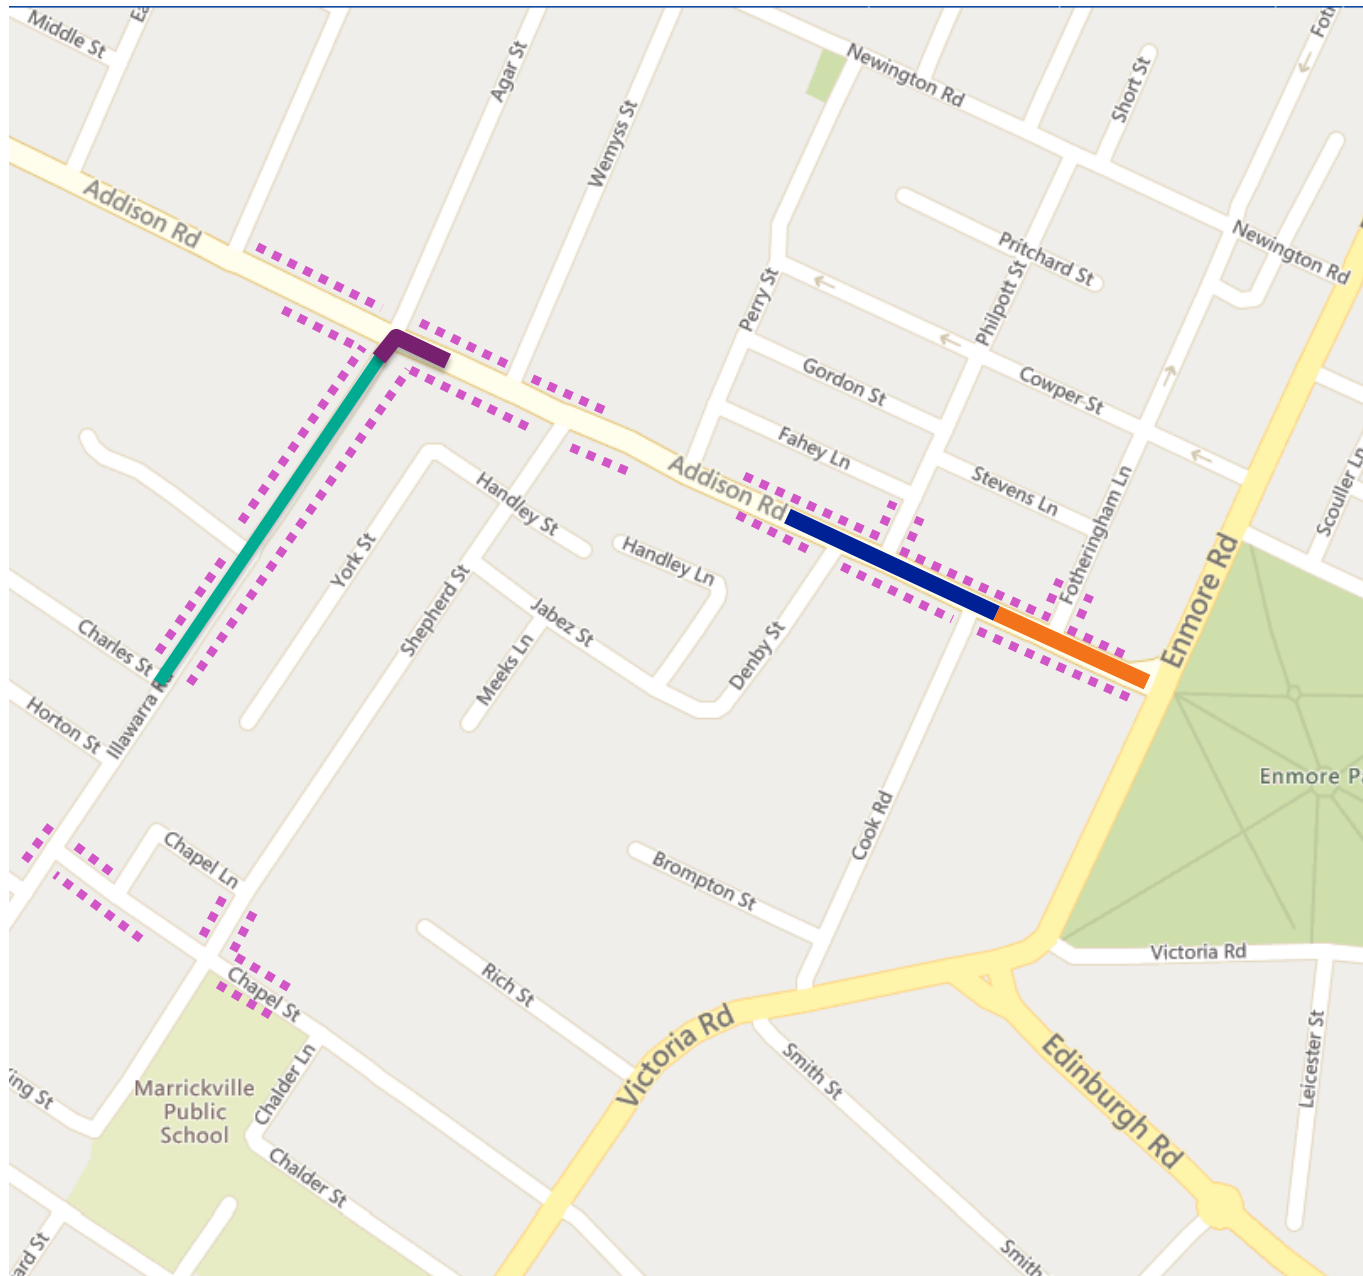 Middle St
Agar St
Wemyss St
Newington Rd
Short St
Addison Rd
Pritchard St
Newington Rd
Perry St
Philpott St
Gordon St
Cowper St
Fahey Ln
Addison Rd
Stevens Ln
Fotheringham Ln
Scouller Ln
Handley St
Handley Ln
York St
Shepherd St
Jabez St
Meeks Ln
Denby St
Enmore Rd
Charles St
Horton St
Illawarra
Enmore
Chapel Ln
Brompton St
Cook Rd
Rich St
Chapel St
Victoria Rd
Victoria Rd
Smith St
Edinburgh Rd
Leicester St
Marrickville
Public
School
Chalder Ln
Chalder St
Smith